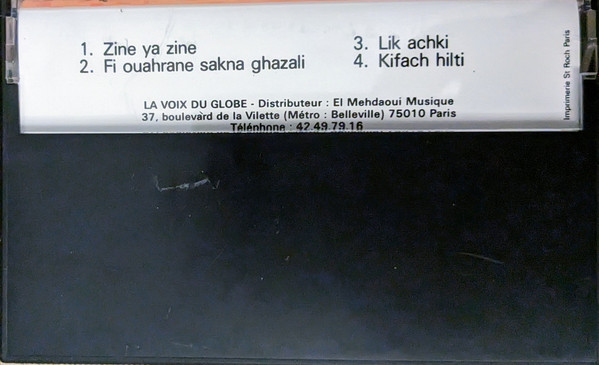 1. Zine ya zine
2. Fi ouahrane sakna ghazali
3. Lik achki
4. Kifach hilti
LA VOIX DU GLOBE - Distributeur : El Mehdaoui Musique
37, boulevard de la Vilette (Métro : Belleville) 75010 Paris
Téléphone : 42.49.79.16
Imprimerie St Roch Paris